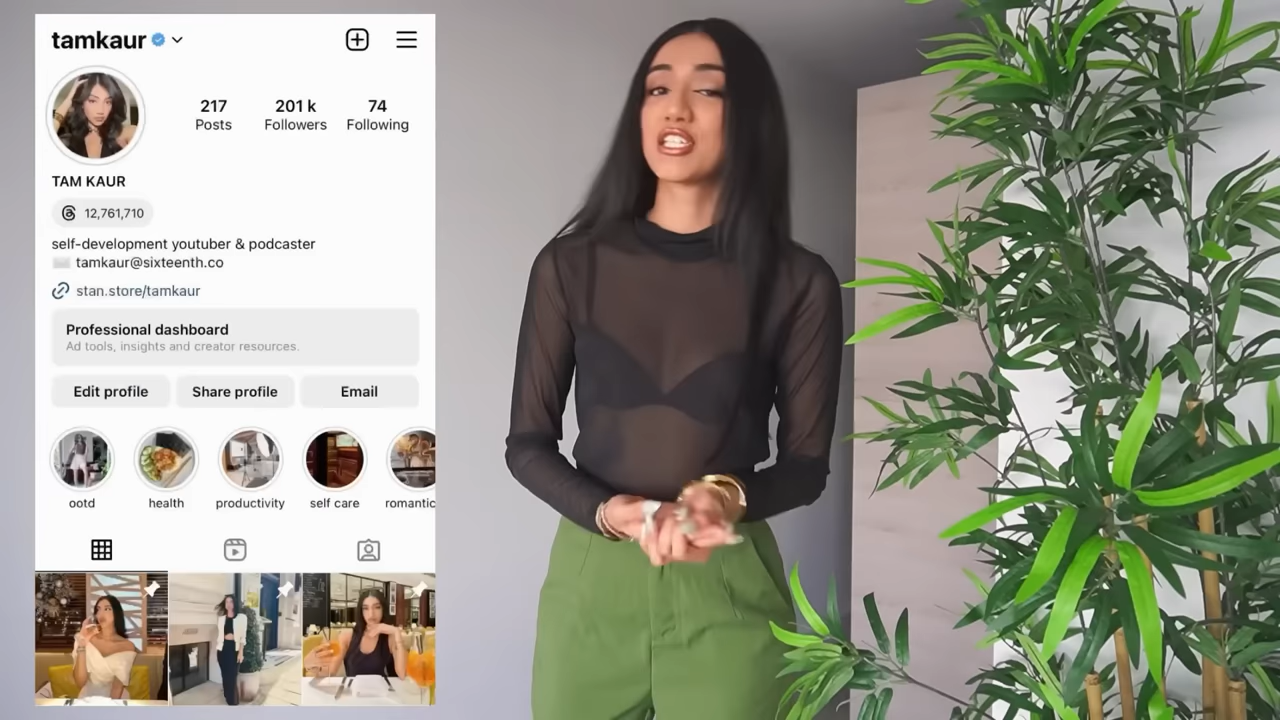 tamkaur
217 201 k 74
Posts Followers Following
TAM KAUR
12,761,710
self-development youtuber & podcaster
tamkaur@sixteenth.co
stan.store/tamkaur
Professional dashboard
Ad tools, insights and creator resources.
Edit profile Share profile Email
ootd health productivity self care romantic